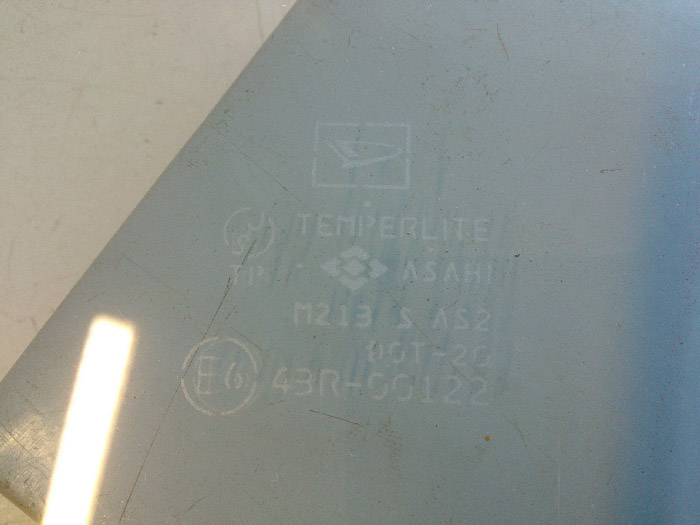 TEMPERLITE
TP ASAHI
M213 S AS2
DOT-20
E6 43R-00122